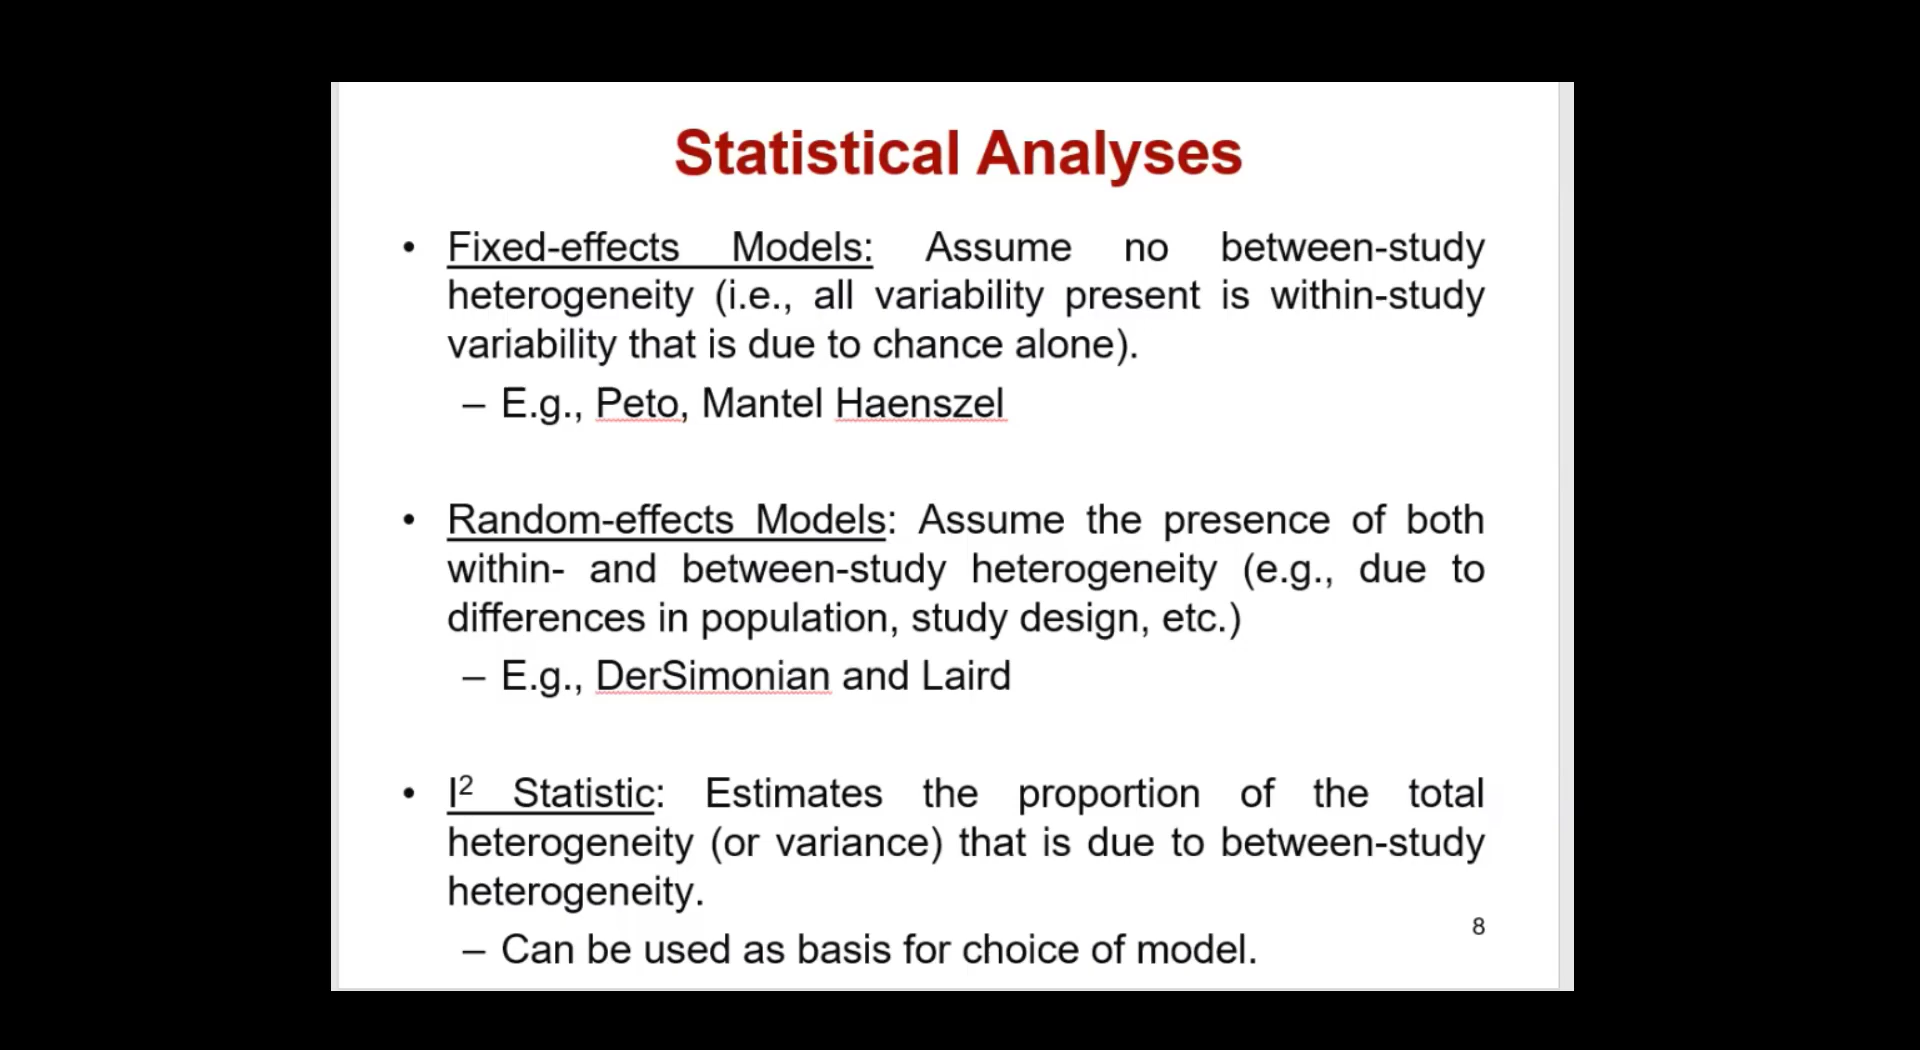 Statistical Analyses
• Fixed-effects Models: Assume no between-study
heterogeneity (i.e., all variability present is within-study
variability that is due to chance alone).
– E.g., Peto, Mantel Haenszel
• Random-effects Models: Assume the presence of both
within- and between-study heterogeneity (e.g., due to
differences in population, study design, etc.)
– E.g., DerSimonian and Laird
• I² Statistic: Estimates the proportion of the total
heterogeneity (or variance) that is due to between-study
heterogeneity.
– Can be used as basis for choice of model.
8